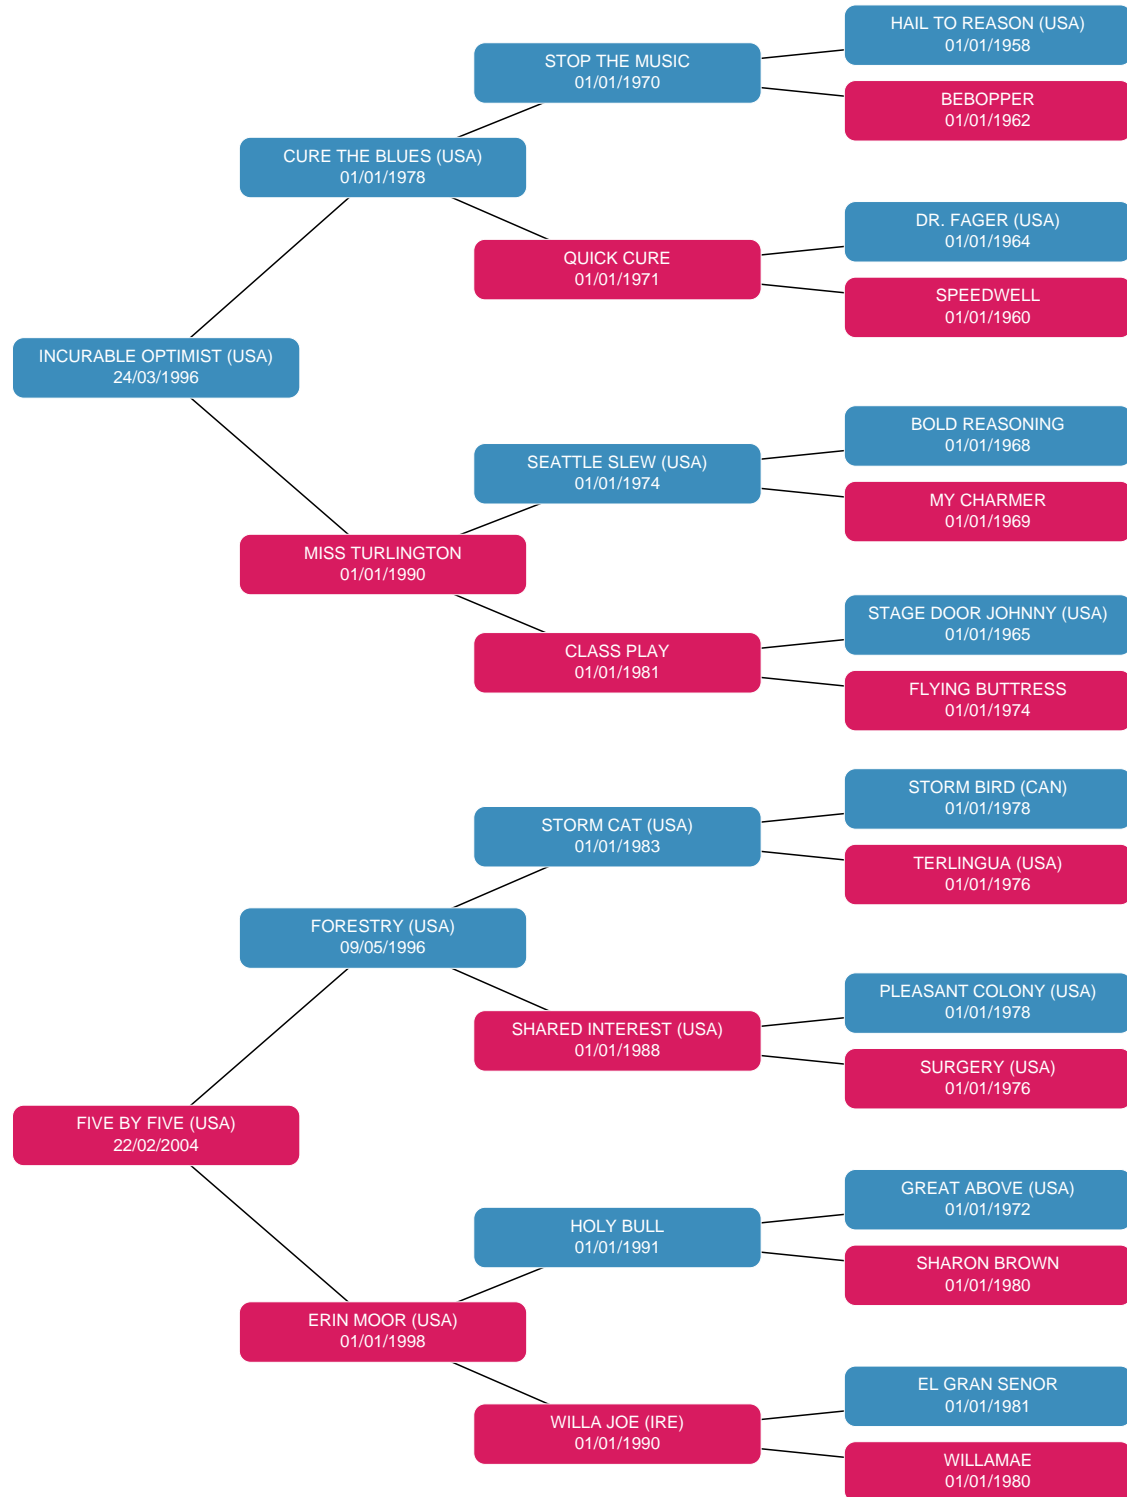 HAIL TO REASON (USA)
01/01/1958
STOP THE MUSIC
01/01/1970
BEBOPPER
01/01/1962
CURE THE BLUES (USA)
01/01/1978
DR. FAGER (USA)
01/01/1964
QUICK CURE
01/01/1971
SPEEDWELL
01/01/1960
INCURABLE OPTIMIST (USA)
24/03/1996
BOLD REASONING
01/01/1968
SEATTLE SLEW (USA)
01/01/1974
MY CHARMER
01/01/1969
MISS TURLINGTON
01/01/1990
STAGE DOOR JOHNNY (USA)
01/01/1965
CLASS PLAY
01/01/1981
FLYING BUTTRESS
01/01/1974
STORM BIRD (CAN)
01/01/1978
STORM CAT (USA)
01/01/1983
TERLINGUA (USA)
01/01/1976
FORESTRY (USA)
09/05/1996
PLEASANT COLONY (USA)
01/01/1978
SHARED INTEREST (USA)
01/01/1988
SURGERY (USA)
01/01/1976
FIVE BY FIVE (USA)
22/02/2004
GREAT ABOVE (USA)
01/01/1972
HOLY BULL
01/01/1991
SHARON BROWN
01/01/1980
ERIN MOOR (USA)
01/01/1998
EL GRAN SENOR
01/01/1981
WILLA JOE (IRE)
01/01/1990
WILLAMAE
01/01/1980